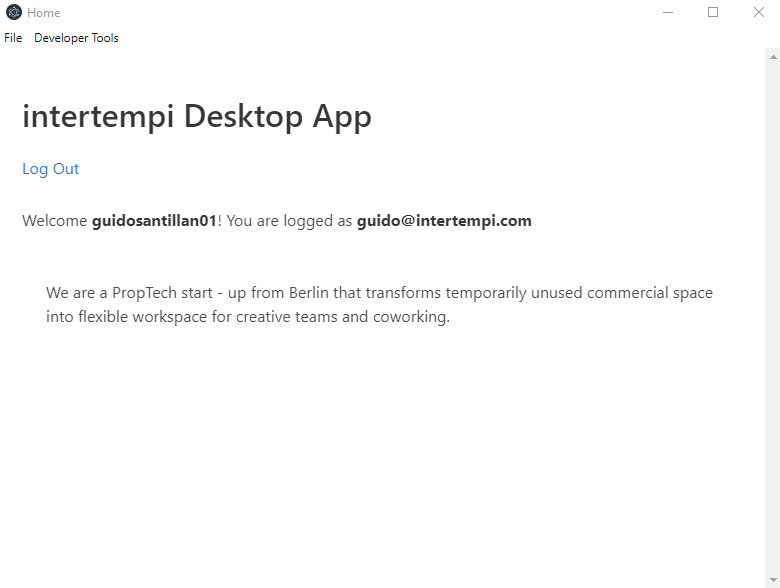 Home
File Developer Tools
intertempi Desktop App
Log Out
Welcome guidosantillan01! You are logged as guido@intertempi.com
We are a PropTech start - up from Berlin that transforms temporarily unused commercial space
into flexible workspace for creative teams and coworking.